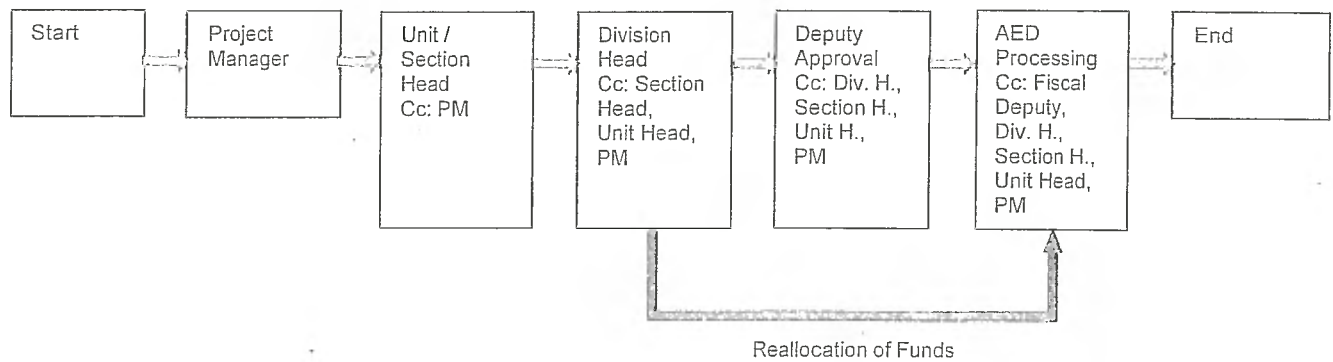 Start
Project
Manager
Unit /
Section
Head
Cc: PM
Division
Head
Cc: Section
Head,
Unit Head,
PM
Deputy
Approval
Cc: Div. H.,
Section H.,
Unit H.,
PM
AED
Processing
Cc: Fiscal
Deputy,
Div. H.,
Section H.,
Unit Head,
PM
End
Reallocation of Funds